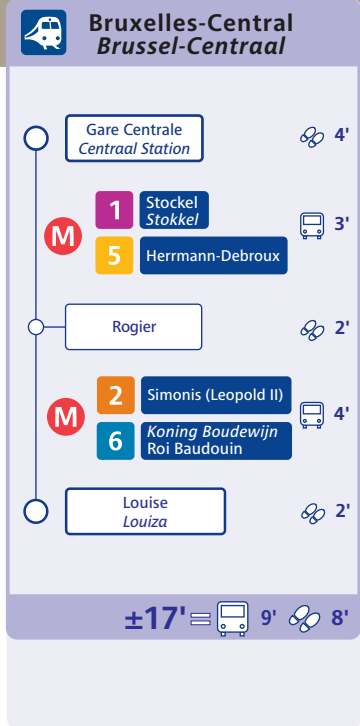 Bruxelles-Central
Brussel-Centraal
Gare Centrale
Centraal Station
4'
M
1
Stockel
Stokkel
5
Herrmann-Debroux
3'
Rogier
2'
M
2
Simonis (Leopold II)
6
Koning Boudewijn
Roi Baudouin
4'
Louise
Louiza
2'
±17'= 9' 8'